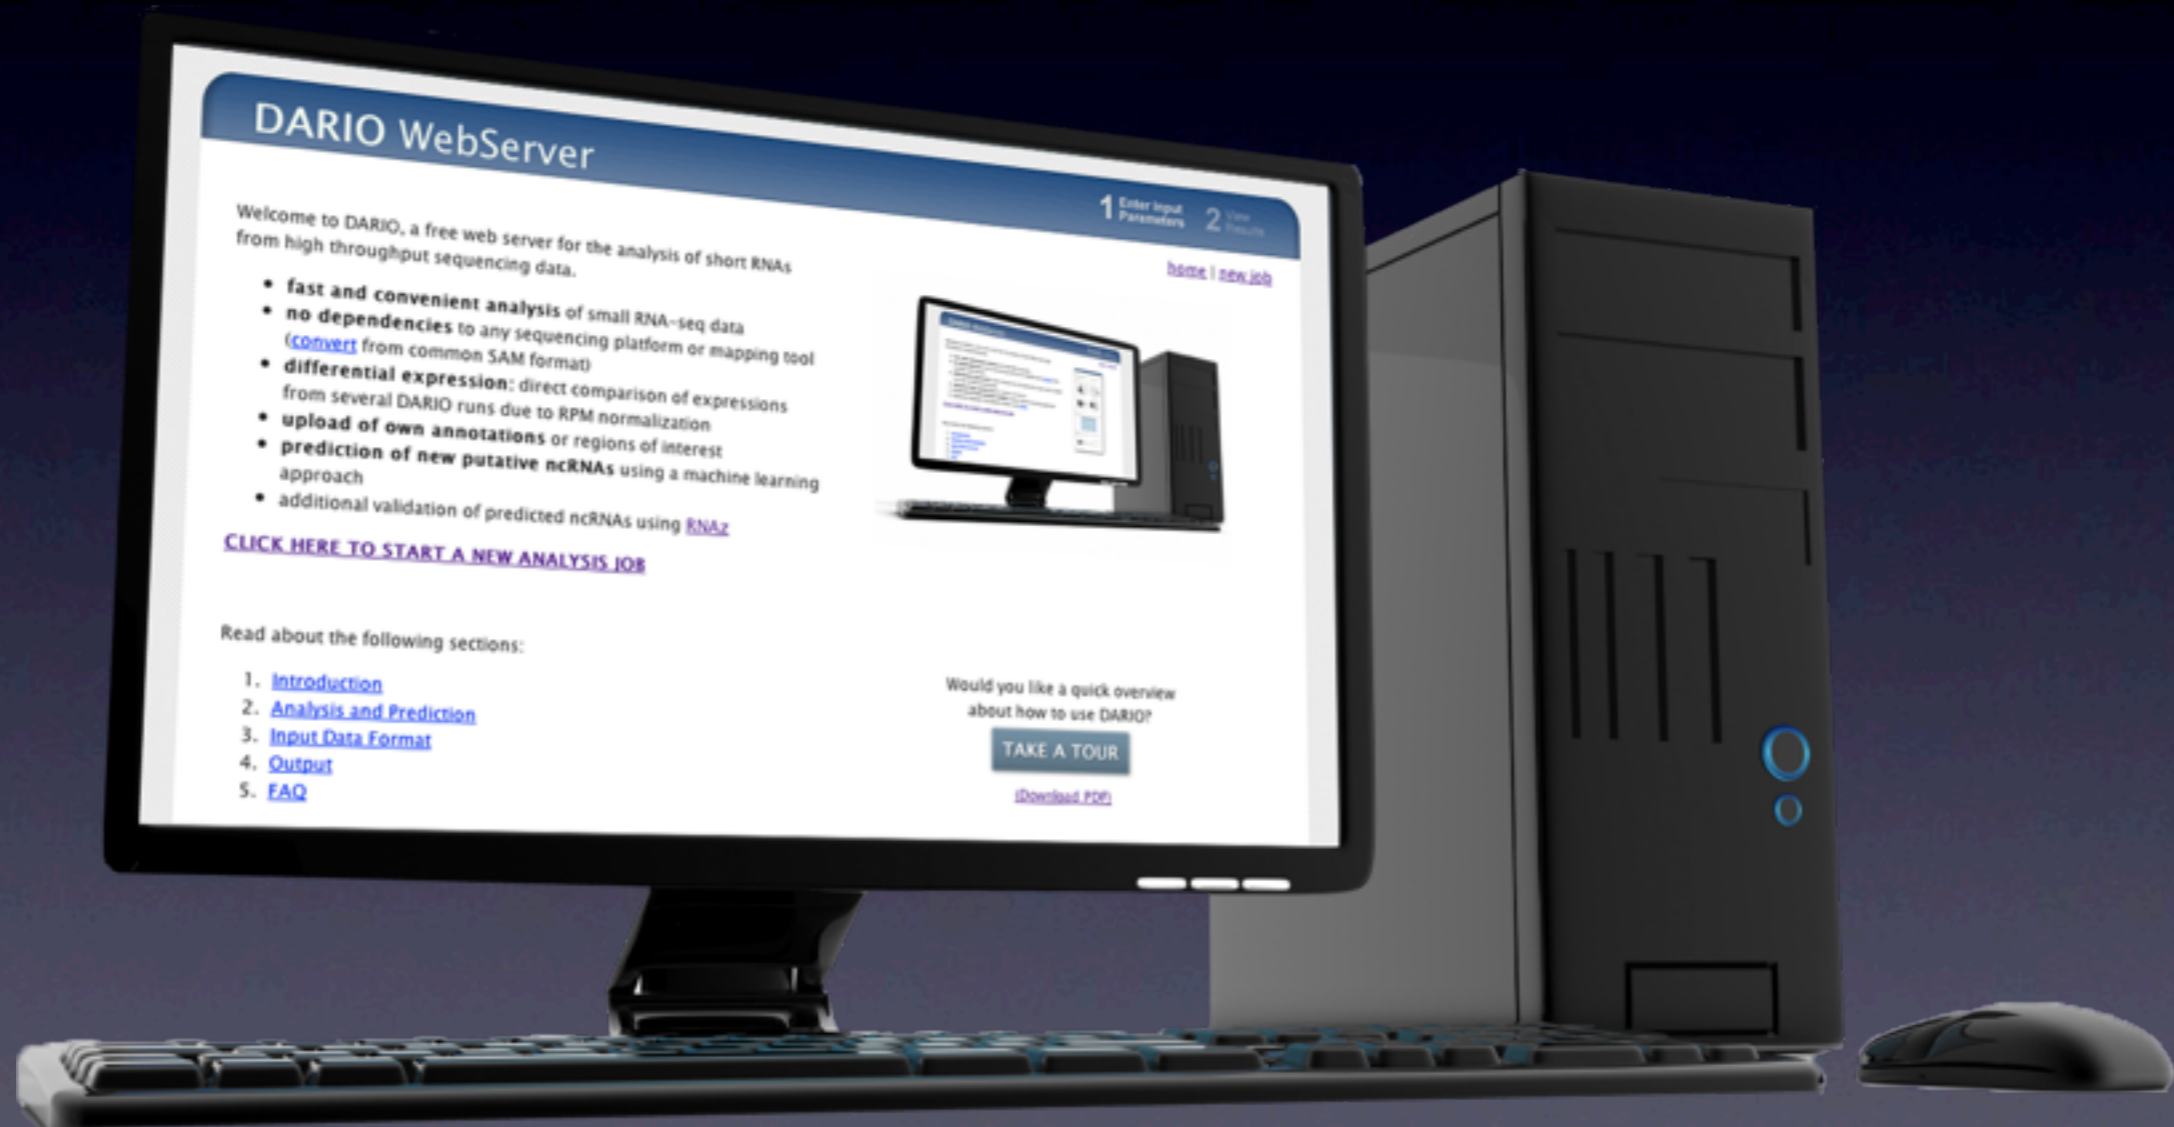 DARIO WebServer
1 Enter Input
Parameters
2 View
Results
home | new job
Welcome to DARIO, a free web server for the analysis of short RNAs
from high throughput sequencing data.
• fast and convenient analysis of small RNA-seq data
• no dependencies to any sequencing platform or mapping tool
(convert from common SAM format)
• differential expression: direct comparison of expressions
from several DARIO runs due to RPM normalization
• upload of own annotations or regions of interest
• prediction of new putative ncRNAs using a machine learning
approach
• additional validation of predicted ncRNAs using RNAz
CLICK HERE TO START A NEW ANALYSIS JOB
Read about the following sections:
1. Introduction
2. Analysis and Prediction
3. Input Data Format
4. Output
5. FAQ
Would you like a quick overview
about how to use DARIO?
TAKE A TOUR
(Download PDF)